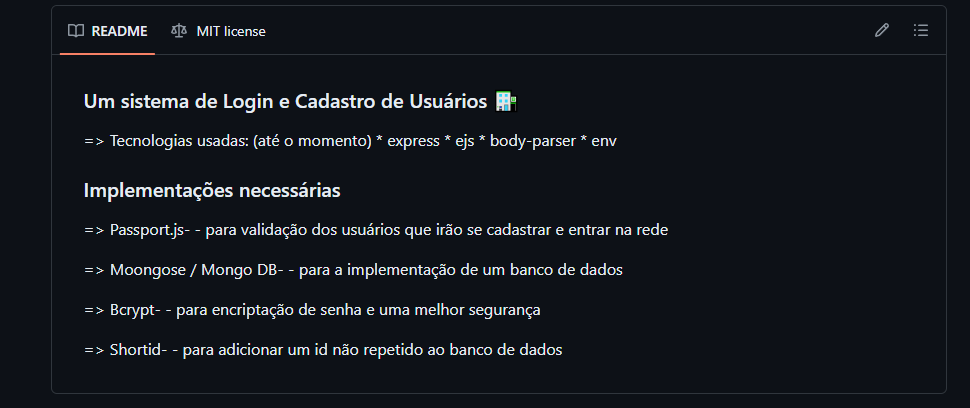 README MIT license
Um sistema de Login e Cadastro de Usuários
=> Tecnologias usadas: (até o momento) * express * ejs * body-parser * env
Implementações necessárias
=> Passport.js- - para validação dos usuários que irão se cadastrar e entrar na rede
=> Moongose / Mongo DB- - para a implementação de um banco de dados
=> Bcrypt- - para encriptação de senha e uma melhor segurança
=> Shortid- - para adicionar um id não repetido ao banco de dados